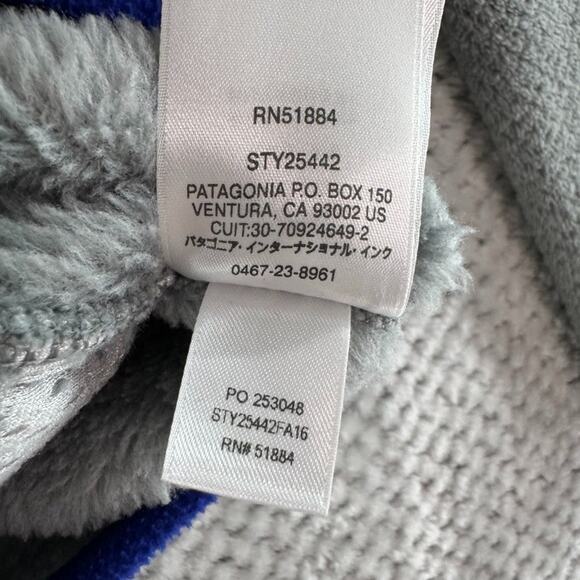 RN51884
STY25442
PATAGONIA P.O. BOX 150
VENTURA, CA 93002 US
CUIT:30-70924649-2
パタゴニア・インターナショナル・インク
0467-23-8961
PO 253048
STY25442FA16
RN# 51884